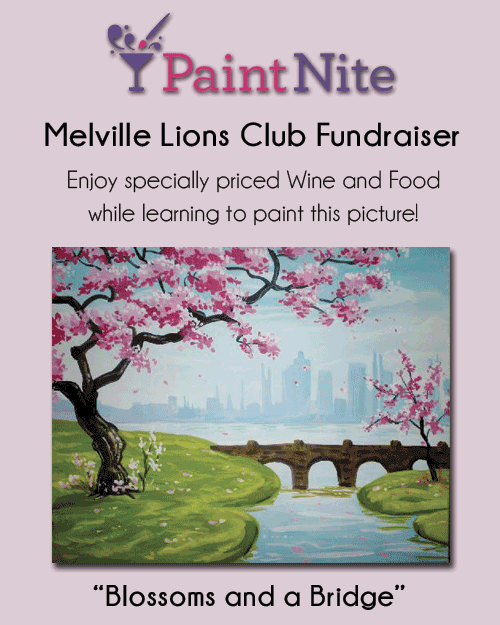 Paint Nite
Melville Lions Club Fundraiser
Enjoy specially priced Wine and Food
while learning to paint this picture!
“Blossoms and a Bridge”